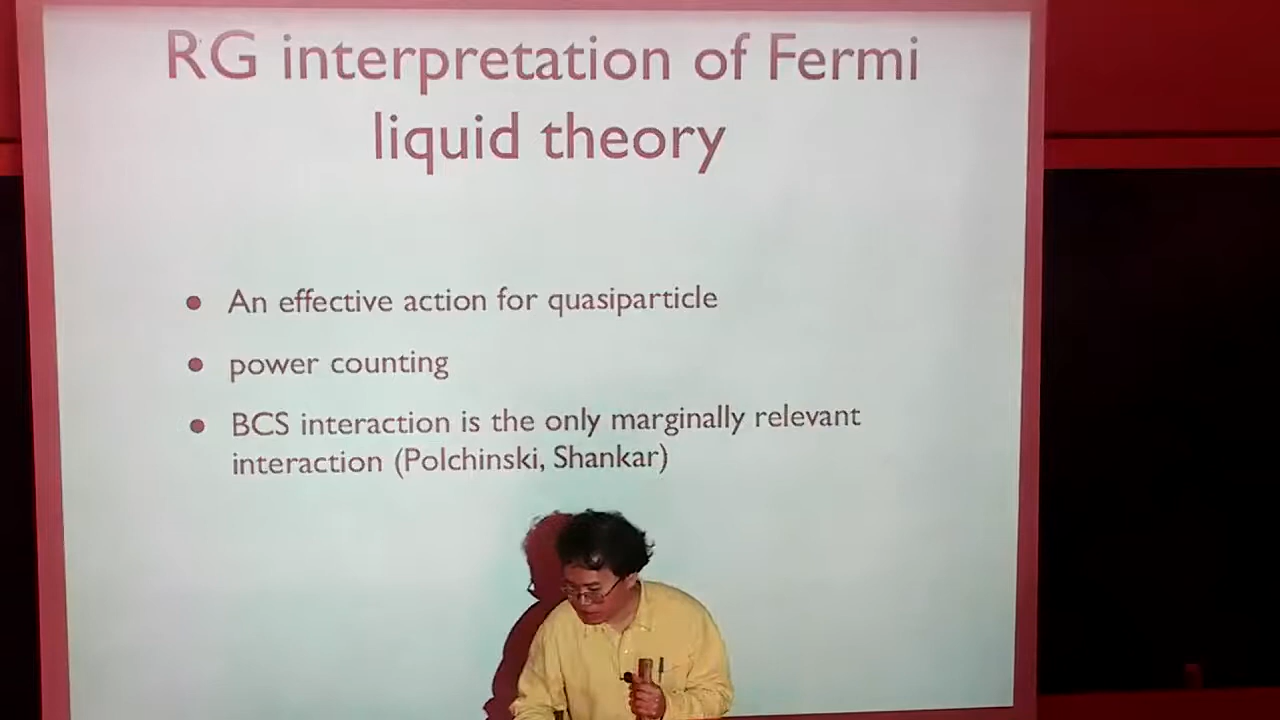 RG interpretation of Fermi
liquid theory
• An effective action for quasiparticle
• power counting
• BCS interaction is the only marginally relevant
interaction (Polchinski, Shankar)